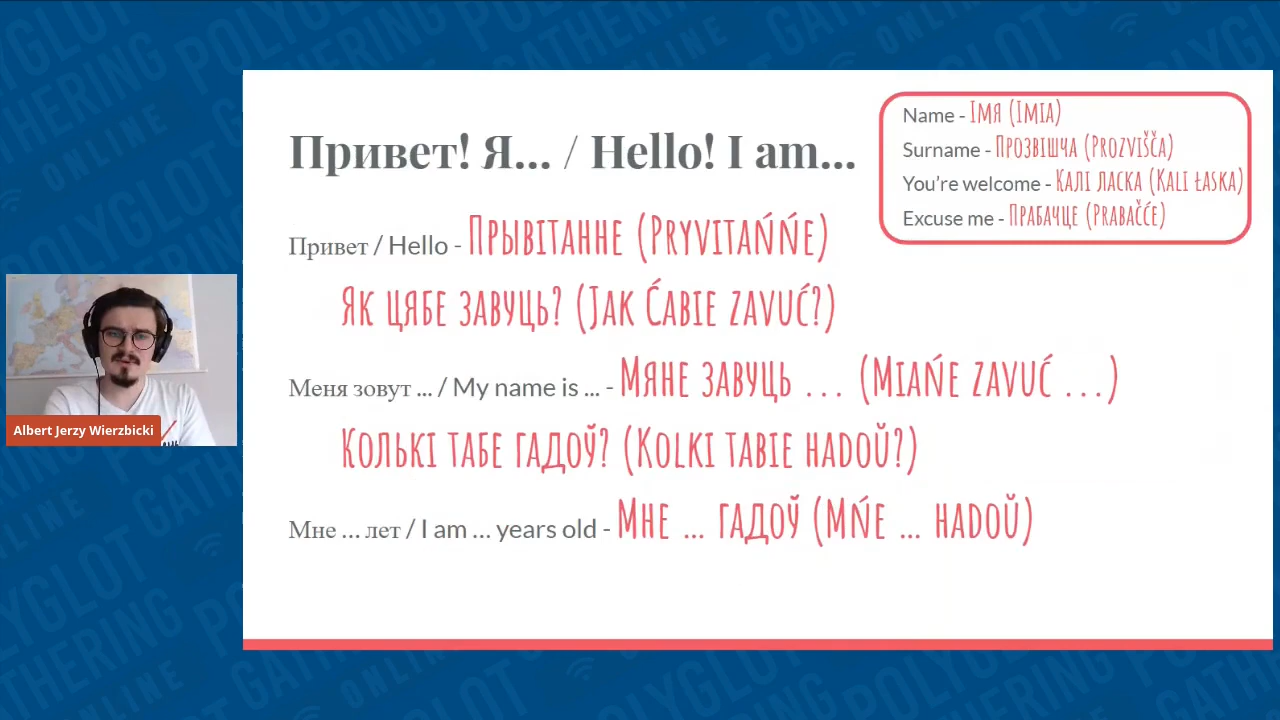 Привет! Я... / Hello! I am...
Name - Імя (Imia)
Surname - Прозвішча (Prozvišča)
You're welcome - Калі ласка (Kali łaska)
Excuse me - Прабачце (Prabačće)
Привет / Hello - Прывітанне (Pryvitańńe)
Як цябе завуць? (Jak Ćabie zavuć?)
Меня зовут ... / My name is ... - Мяне завуць ... (Miańe zavuć ...)
Колькі табе гадоў? (Kolki tabie hadoŭ?)
Мне ... лет / I am ... years old - Мне ... гадоў (Mńe ... hadoŭ)
Albert Jerzy Wierzbicki
POLYGLOT
GATHERING
ONLINE